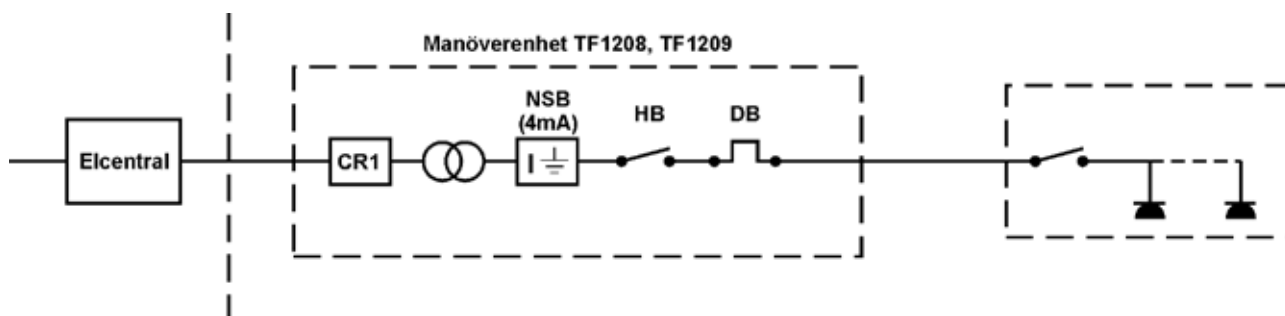 Manöverenhet TF1208, TF1209
NSB
(4mA)
HB
DB
Elcentral
CR1
I